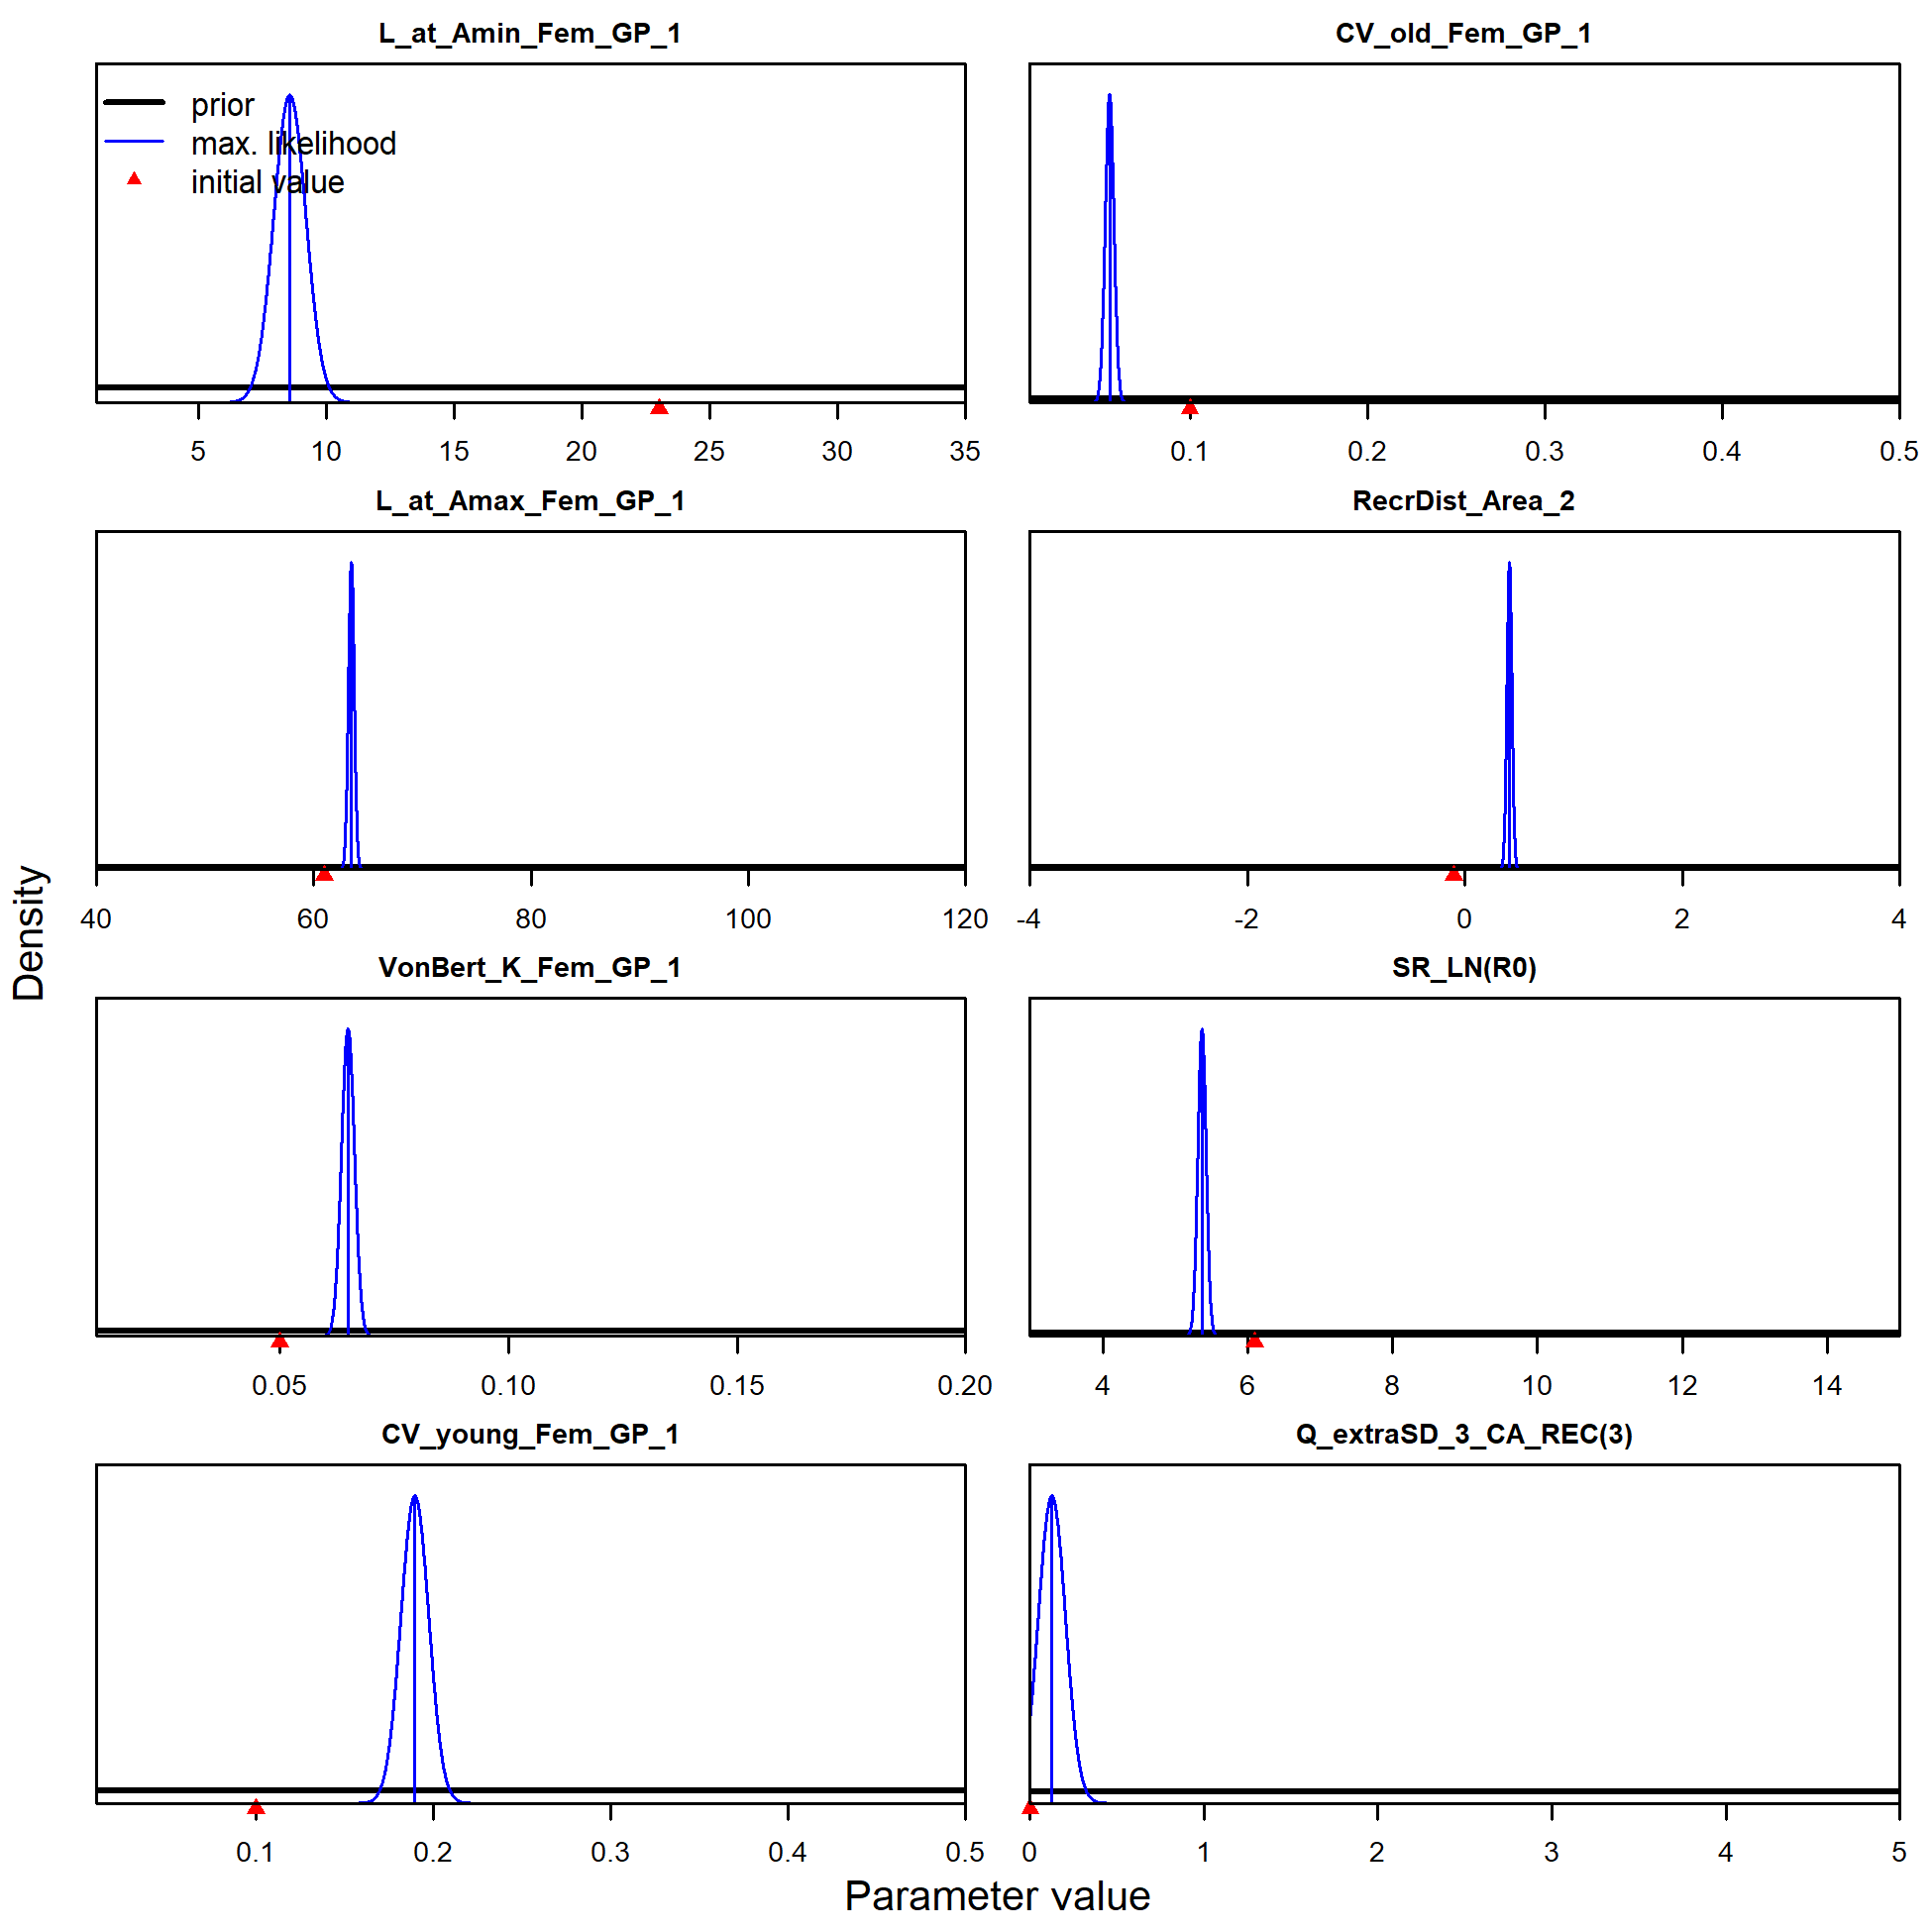 L_at_Amin_Fem_GP_1
prior
max. likelihood
initial value
5 10 15 20 25 30 35
CV_old_Fem_GP_1
0.1 0.2 0.3 0.4 0.5
L_at_Amax_Fem_GP_1
40 60 80 100 120
RecrDist_Area_2
-4 -2 0 2 4
VonBert_K_Fem_GP_1
0.05 0.10 0.15 0.20
SR_LN(R0)
4 6 8 10 12 14
CV_young_Fem_GP_1
0.1 0.2 0.3 0.4 0.5
Q_extraSD_3_CA_REC(3)
0 1 2 3 4 5
Density
Parameter value